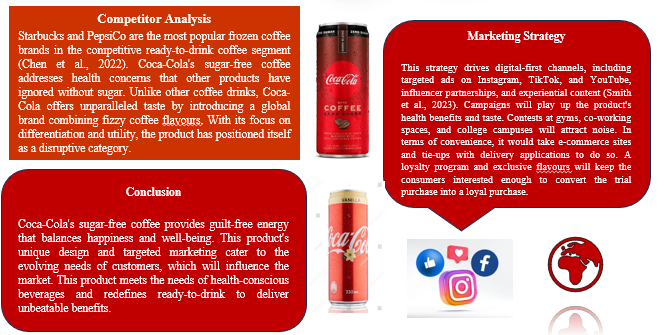 Competitor Analysis
Starbucks and PepsiCo are the most popular frozen coffee
brands in the competitive ready-to-drink coffee segment
(Chen et al., 2022). Coca-Cola's sugar-free coffee
addresses health concerns that other products have
ignored without sugar. Unlike other coffee drinks, Coca-
Cola offers unparalleled taste by introducing a global
brand combining fizzy coffee flavours. With its focus on
differentiation and utility, the product has positioned itself
as a disruptive category.
Coca-Cola
WITH
COFFEE
ZERO SUGAR
Marketing Strategy
This strategy drives digital-first channels, including
targeted ads on Instagram, TikTok, and YouTube,
influencer partnerships, and experiential content (Smith
et al., 2023). Campaigns will play up the product's
health benefits and taste. Contests at gyms, co-working
spaces, and college campuses will attract noise. In
terms of convenience, it would take e-commerce sites
and tie-ups with delivery applications to do so. A
loyalty program and exclusive flavours will keep the
consumers interested enough to convert the trial
purchase into a loyal purchase.
Conclusion
Coca-Cola's sugar-free coffee provides guilt-free energy
that balances happiness and well-being. This product's
unique design and targeted marketing cater to the
evolving needs of customers, which will influence the
market. This product meets the needs of health-conscious
beverages and redefines ready-to-drink to deliver
unbeatable benefits.
VANILLA
Coca-Cola